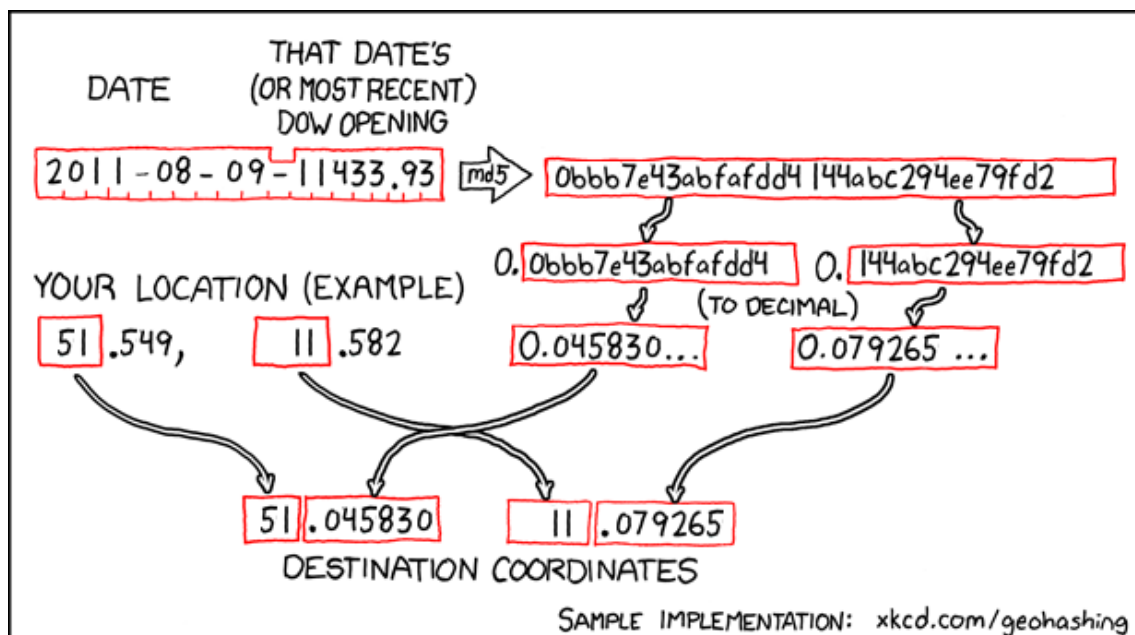 DATE
THAT DATE'S
(OR MOST RECENT)
DOW OPENING
2011-08-09-11433.93
md5
0bbb7e43abfafdd4144abc294ee79fd2
0.0bbb7e43abfafdd4
0.144abc294ee79fd2
YOUR LOCATION (EXAMPLE)
(TO DECIMAL)
51.549, 11.582
0.045830...
0.079265...
51.045830 11.079265
DESTINATION COORDINATES
SAMPLE IMPLEMENTATION: xkcd.com/geohashing